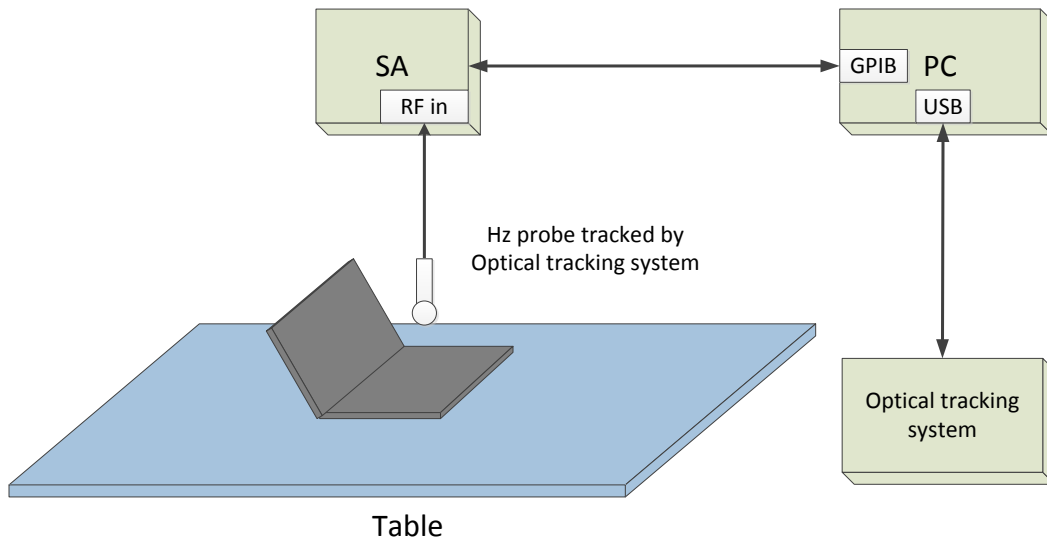 SA
RF in
GPIB
PC
USB
Hz probe tracked by
Optical tracking system
Optical tracking
system
Table